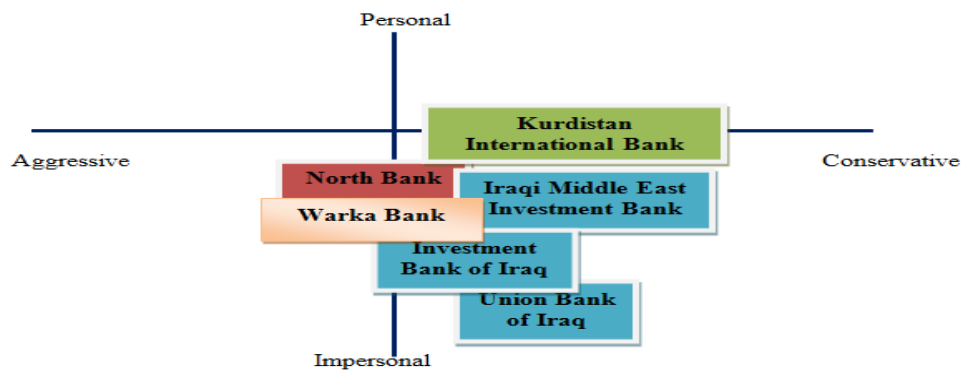 Personal
Kurdistan
International Bank
Aggressive
Conservative
North Bank
Iraqi Middle East
Investment Bank
Warka Bank
Investment
Bank of Iraq
Union Bank
of Iraq
Impersonal